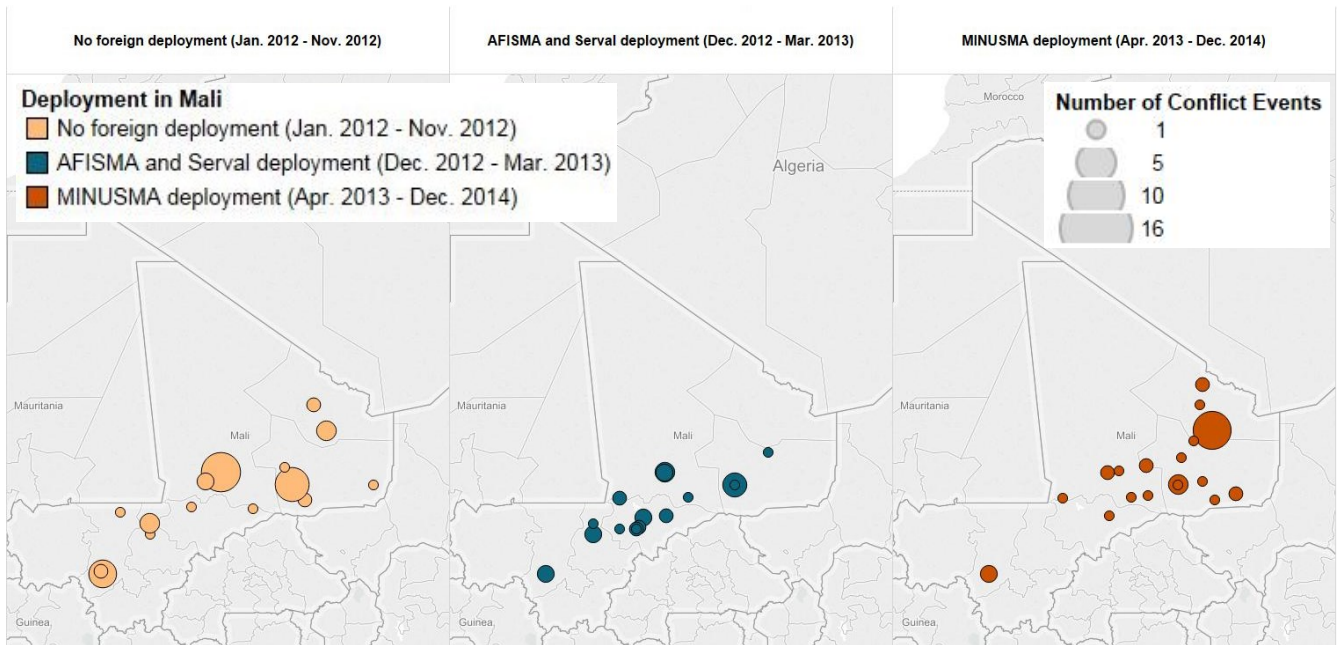 No foreign deployment (Jan. 2012 - Nov. 2012)
AFISMA and Serval deployment (Dec. 2012 - Mar. 2013)
MINUSMA deployment (Apr. 2013 - Dec. 2014)
Deployment in Mali
No foreign deployment (Jan. 2012 - Nov. 2012)
AFISMA and Serval deployment (Dec. 2012 - Mar. 2013)
MINUSMA deployment (Apr. 2013 - Dec. 2014)
Number of Conflict Events
1
5
10
16
Morocco
Algeria
Mauritania
Mali
Mauritania
Mali
Mauritania
Mali
Guinea
Guinea
Guinea